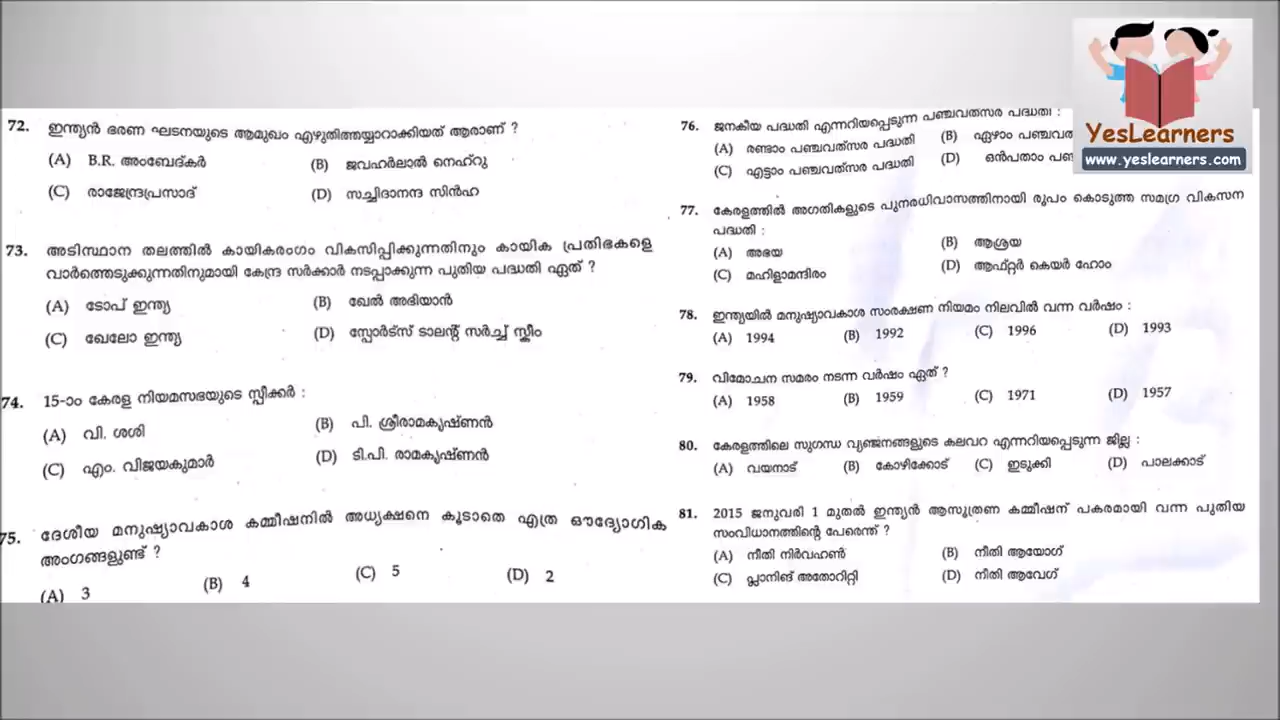 72. ഇന്ത്യൻ ഭരണ ഘടനയുടെ ആമുഖം എഴുതിത്തയ്യാറാക്കിയത് ആരാണ് ?
(A) B.R. അംബേദ്കർ (B) ജവഹർലാൽ നെഹ്റു
(C) രാജേന്ദ്രപ്രസാദ് (D) സച്ചിദാനന്ദ സിൻഹ
73. അടിസ്ഥാന തലത്തിൽ കായികരംഗം വികസിപ്പിക്കുന്നതിനും കായിക പ്രതിഭകളെ
വാർത്തെടുക്കുന്നതിനുമായി കേന്ദ്ര സർക്കാർ നടപ്പാക്കുന്ന പുതിയ പദ്ധതി ഏത് ?
(A) ടോപ് ഇന്ത്യ (B) ഖേൽ അഭിയാൻ
(C) ഖേലോ ഇന്ത്യ (D) സ്പോർട്സ് ടാലന്റ് സർച്ച് സ്കീം
74. 15-ാം കേരള നിയമസഭയുടെ സ്പീക്കർ :
(A) വി. ശശി (B) പി. ശ്രീരാമകൃഷ്ണൻ
(C) എം. വിജയകുമാർ (D) ടി.പി. രാമകൃഷ്ണൻ
75. ദേശീയ മനുഷ്യാവകാശ കമ്മീഷനിൽ അധ്യക്ഷനെ കൂടാതെ എത്ര ഔദ്യോഗിക
അംഗങ്ങളുണ്ട് ?
(A) 3 (B) 4 (C) 5 (D) 2
76. ജനകീയ പദ്ധതി എന്നറിയപ്പെടുന്ന പഞ്ചവത്സര പദ്ധതി :
(A) രണ്ടാം പഞ്ചവത്സര പദ്ധതി (B) ഏഴാം പഞ്ചവത
(C) എട്ടാം പഞ്ചവത്സര പദ്ധതി (D) ഒൻപതാം പഞ
77. കേരളത്തിൽ അഗതികളുടെ പുനരധിവാസത്തിനായി രൂപം കൊടുത്ത സമഗ്ര വികസന
പദ്ധതി :
(A) അഭയ (B) ആശ്രയ
(C) മഹിളാമന്ദിരം (D) ആഫ്റ്റർ കെയർ ഹോം
78. ഇന്ത്യയിൽ മനുഷ്യാവകാശ സംരക്ഷണ നിയമം നിലവിൽ വന്ന വർഷം :
(A) 1994 (B) 1992 (C) 1996 (D) 1993
79. വിമോചന സമരം നടന്ന വർഷം ഏത് ?
(A) 1958 (B) 1959 (C) 1971 (D) 1957
80. കേരളത്തിലെ സുഗന്ധ വ്യഞ്ജനങ്ങളുടെ കലവറ എന്നറിയപ്പെടുന്ന ജില്ല :
(A) വയനാട് (B) കോഴിക്കോട് (C) ഇടുക്കി (D) പാലക്കാട്
81. 2015 ജനുവരി 1 മുതൽ ഇന്ത്യൻ ആസൂത്രണ കമ്മീഷന് പകരമായി വന്ന പുതിയ
സംവിധാനത്തിന്റെ പേരെന്ത് ?
(A) നീതി നിർവഹൺ (B) നീതി ആയോഗ്
(C) പ്ലാനിങ് അതോറിറ്റി (D) നീതി ആവേഗ്
YesLearners
www.yeslearners.com